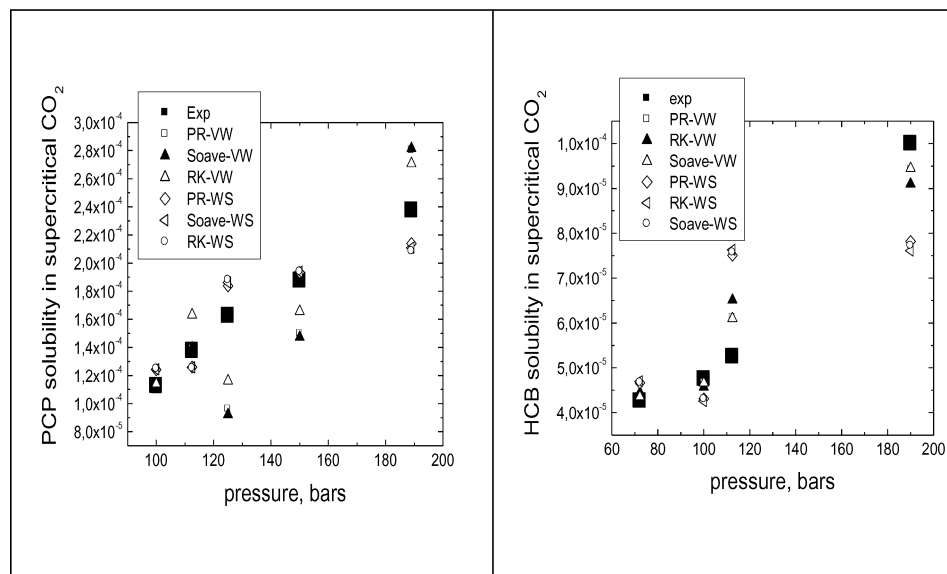 Exp
PR-VW
Soave-VW
RK-VW
PR-WS
Soave-WS
RK-WS
3,0x10⁻⁴
2,8x10⁻⁴
2,6x10⁻⁴
2,4x10⁻⁴
2,2x10⁻⁴
2,0x10⁻⁴
1,8x10⁻⁴
1,6x10⁻⁴
1,4x10⁻⁴
1,2x10⁻⁴
1,0x10⁻⁴
8,0x10⁻⁵
PCP solubility in supercritical CO₂
100 120 140 160 180 200
pressure, bars
exp
PR-VW
RK-VW
Soave-VW
PR-WS
RK-WS
Soave-WS
1,0x10⁻⁴
9,0x10⁻⁵
8,0x10⁻⁵
7,0x10⁻⁵
6,0x10⁻⁵
5,0x10⁻⁵
4,0x10⁻⁵
HCB solubilty in supercritical CO₂
60 80 100 120 140 160 180 200
pressure, bars